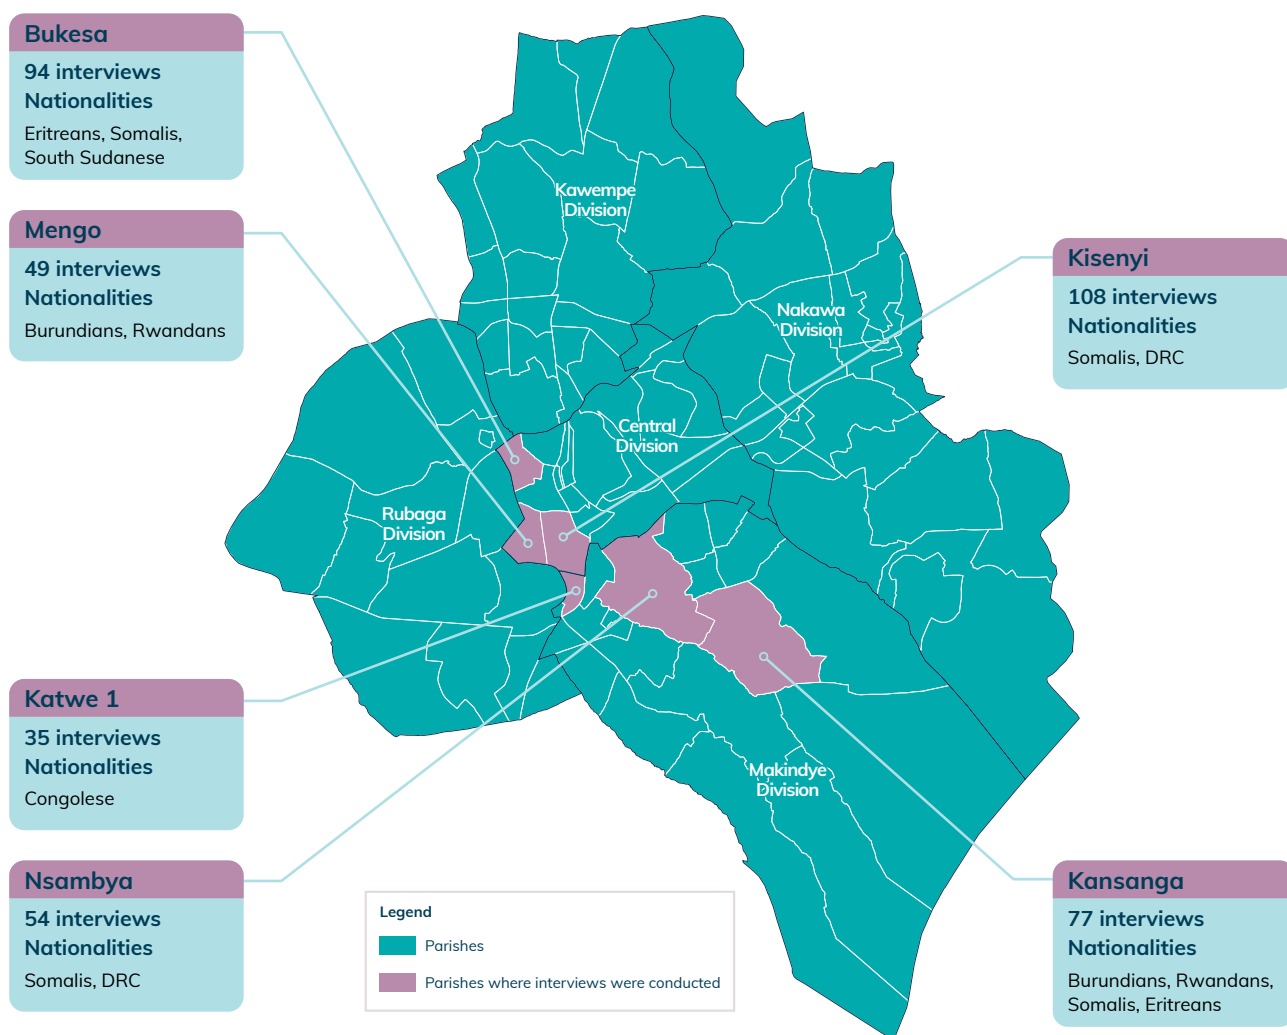 Bukesa
94 interviews
Nationalities
Eritreans, Somalis,
South Sudanese
Mengo
49 interviews
Nationalities
Burundians, Rwandans
Katwe 1
35 interviews
Nationalities
Congolese
Nsambya
54 interviews
Nationalities
Somalis, DRC
Kawempe
Division
Nakawa
Division
Central
Division
Rubaga
Division
Makindye
Division
Legend
Parishes
Parishes where interviews were conducted
Kisenyi
108 interviews
Nationalities
Somalis, DRC
Kansanga
77 interviews
Nationalities
Burundians, Rwandans,
Somalis, Eritreans